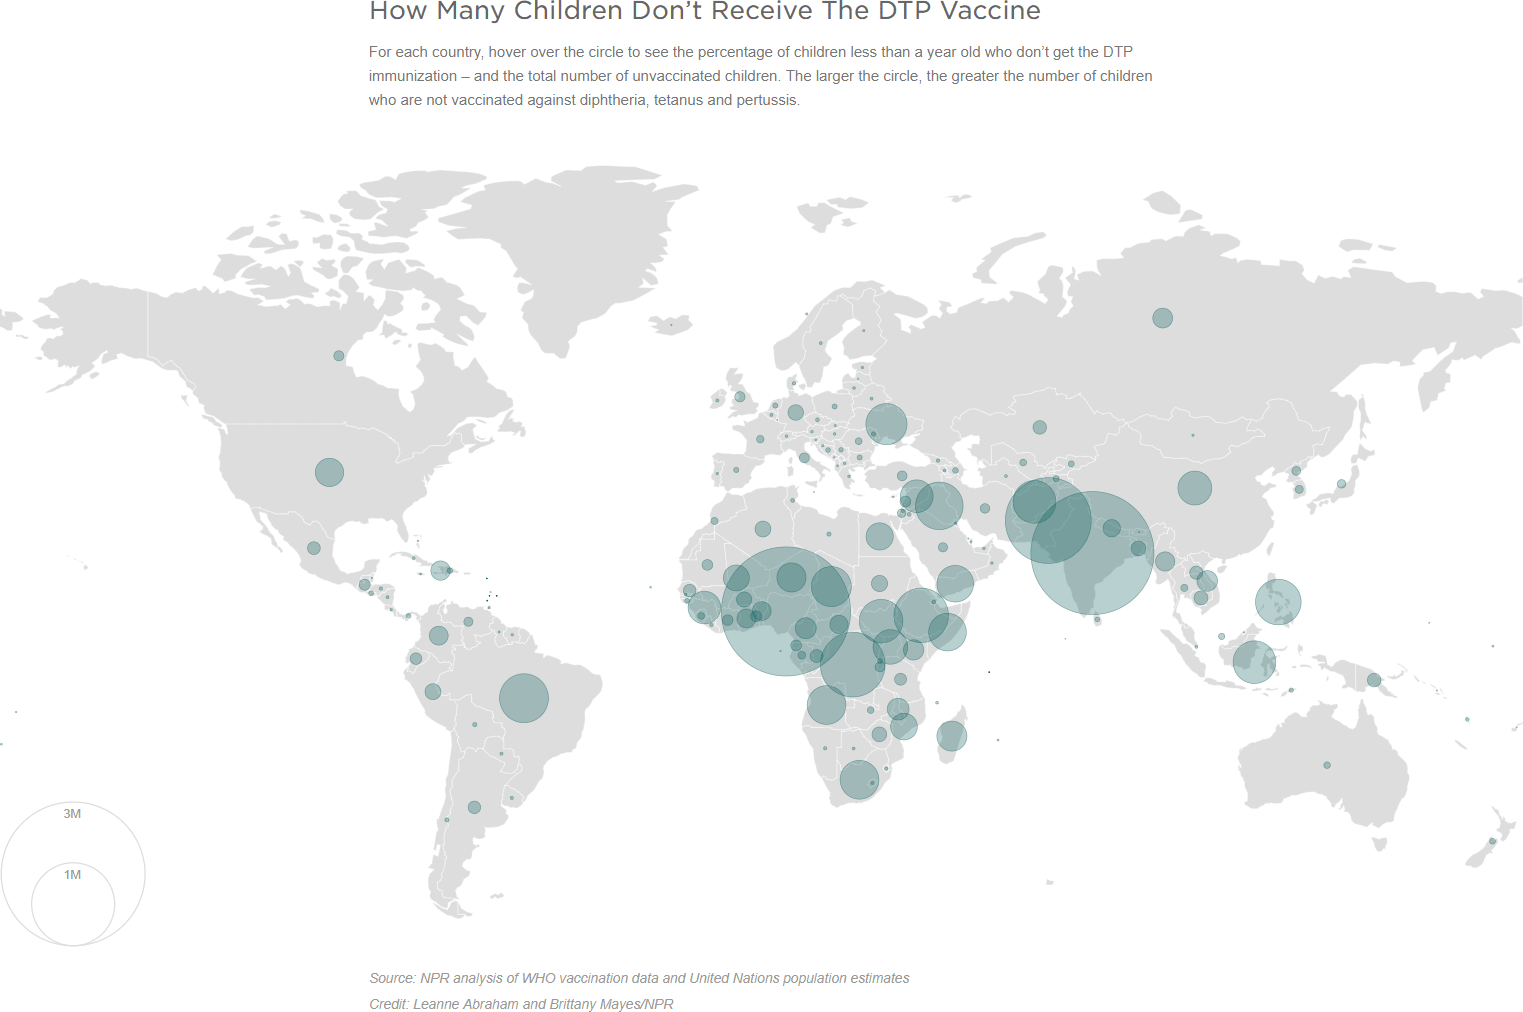 How Many Children Don’t Receive The DTP Vaccine
For each country, hover over the circle to see the percentage of children less than a year old who don’t get the DTP
immunization – and the total number of unvaccinated children. The larger the circle, the greater the number of children
who are not vaccinated against diphtheria, tetanus and pertussis.
3M
1M
Source: NPR analysis of WHO vaccination data and United Nations population estimates
Credit: Leanne Abraham and Brittany Mayes/NPR